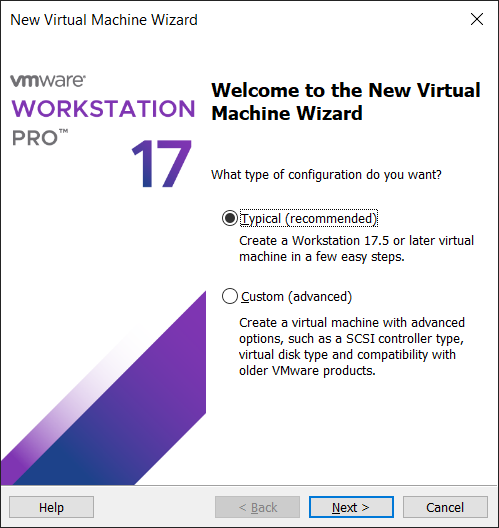 New Virtual Machine Wizard
vmware®
WORKSTATION
PRO™
17
Welcome to the New Virtual
Machine Wizard
What type of configuration do you want?
Typical (recommended)
Create a Workstation 17.5 or later virtual
machine in a few easy steps.
Custom (advanced)
Create a virtual machine with advanced
options, such as a SCSI controller type,
virtual disk type and compatibility with
older VMware products.
Help
< Back
Next >
Cancel